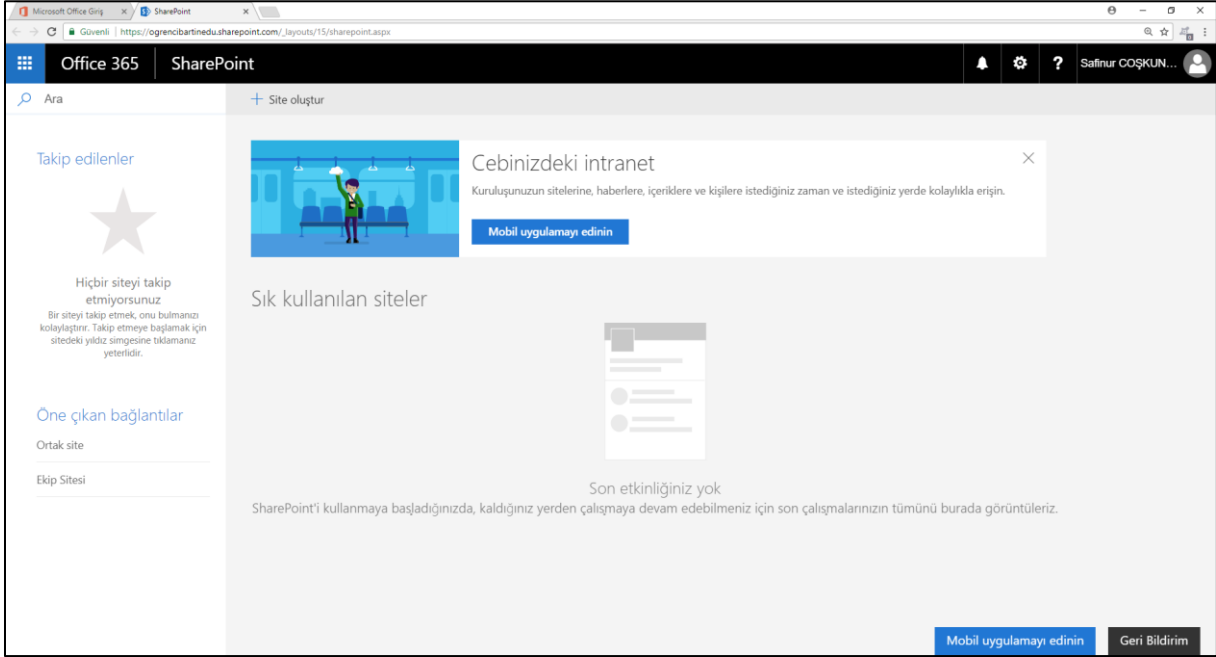 Microsoft Office Giriş
SharePoint
Güvenli | https://ogrencibartinedu.sharepoint.com/_layouts/15/sharepoint.aspx
Office 365
SharePoint
? Safinur COŞKUN...
Ara
+ Site oluştur
Takip edilenler
Hiçbir siteyi takip
etmiyorsunuz
Bir siteyi takip etmek, onu bulmanızı
kolaylaştırır. Takip etmeye başlamak için
sitedeki yıldız simgesine tıklamanız
yeterlidir.
Öne çıkan bağlantılar
Ortak site
Ekip Sitesi
Cebinizdeki intranet
Kuruluşunuzun sitelerine, haberlere, içeriklere ve kişilere istediğiniz zaman ve istediğiniz yerde kolaylıkla erişin.
Mobil uygulamayı edinin
Sık kullanılan siteler
Son etkinliğiniz yok
SharePoint'i kullanmaya başladığınızda, kaldığınız yerden çalışmaya devam edebilmeniz için son çalışmalarınızın tümünü burada görüntüleriz.
Mobil uygulamayı edinin
Geri Bildirim